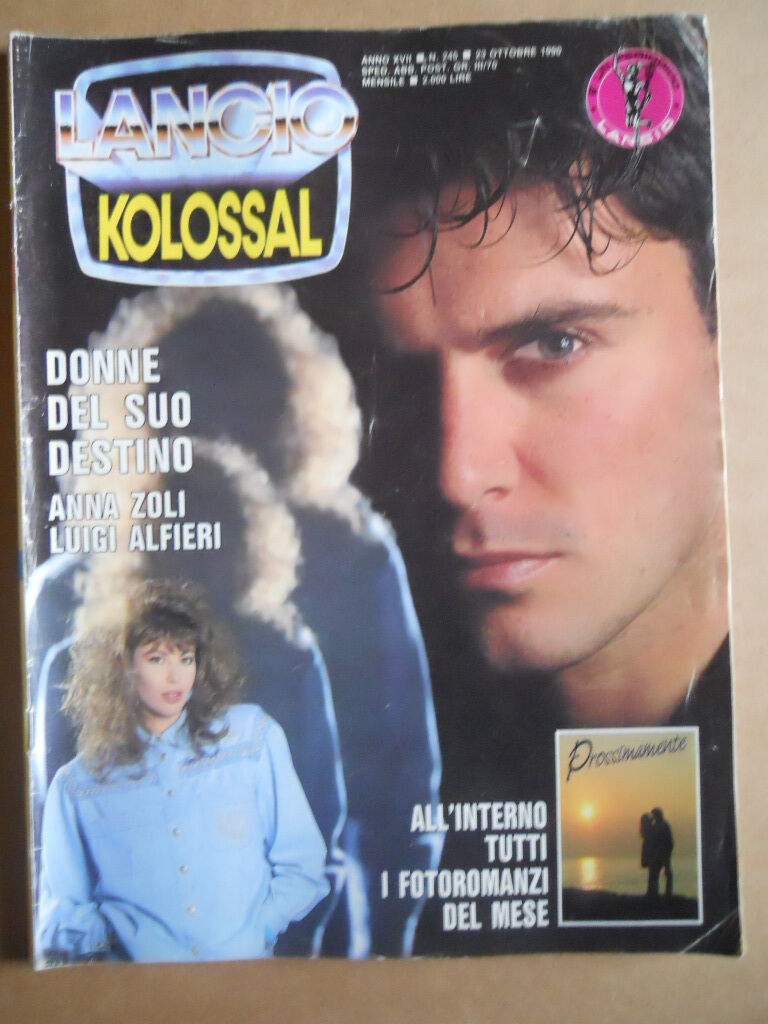 ANNO XVII ■ N. 245 ■ 23 OTTOBRE 1990
SPED. ABB. POST. GR. III/70
MENSILE ■ 2.000 LIRE
LANCIO
LANCIO
KOLOSSAL
DONNE
DEL SUO
DESTINO
ANNA ZOLI
LUIGI ALFIERI
Prossimamente
ALL'INTERNO
TUTTI
I FOTOROMANZI
DEL MESE